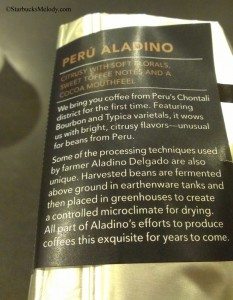 ©StarbucksMelody.com
PERÚ ALADINO
CITRUSY WITH SOFT FLORALS,
SWEET TOFFEE NOTES AND A
COCOA MOUTHFEEL
We bring you coffee from Peru's Chontali
district for the first time. Featuring
Bourbon and Typica varietals, it wows
us with bright, citrusy flavors—unusual
for beans from Peru.
Some of the processing techniques used
by farmer Aladino Delgado are also
unique. Harvested beans are fermented
above ground in earthenware tanks and
then placed in greenhouses to create
a controlled microclimate for drying.
All part of Aladino's efforts to produce
coffees this exquisite for years to come.